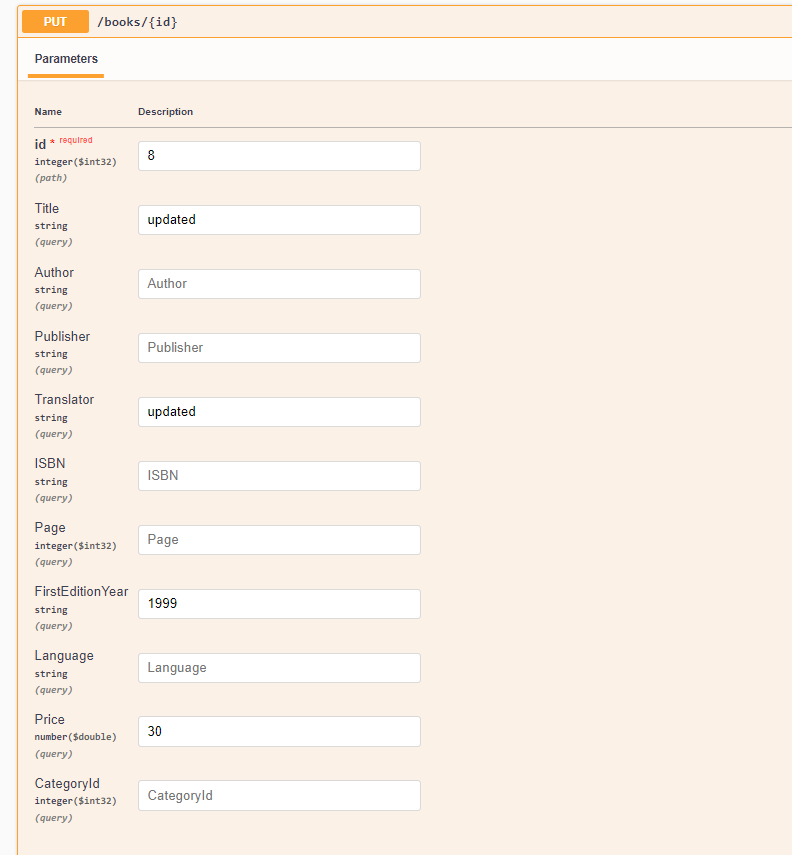 PUT /books/{id}
Parameters
Name Description
id * required
integer($int32)
(path)
8
Title
string
(query)
updated
Author
string
(query)
Author
Publisher
string
(query)
Publisher
Translator
string
(query)
updated
ISBN
string
(query)
ISBN
Page
integer($int32)
(query)
Page
FirstEditionYear
string
(query)
1999
Language
string
(query)
Language
Price
number($double)
(query)
30
CategoryId
integer($int32)
(query)
CategoryId